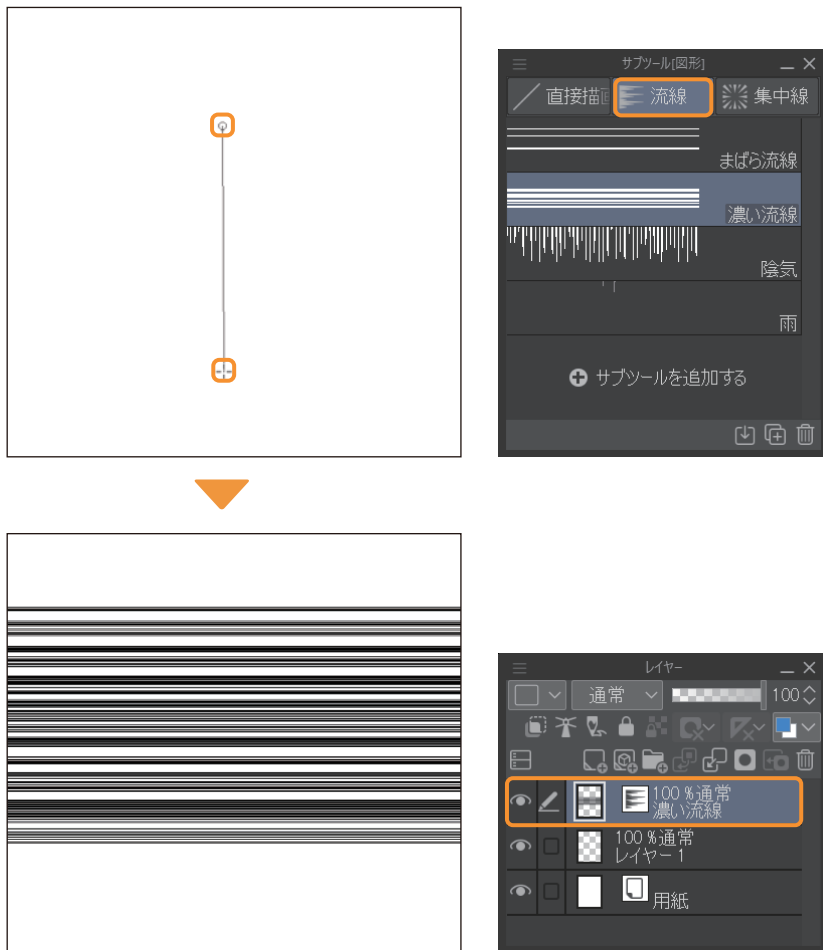 サブツール[図形]
直接描画
流線
集中線
まばら流線
濃い流線
陰気
雨
サブツールを追加する
レイヤー
通常
100
100 %通常
濃い流線
100 %通常
レイヤー 1
用紙